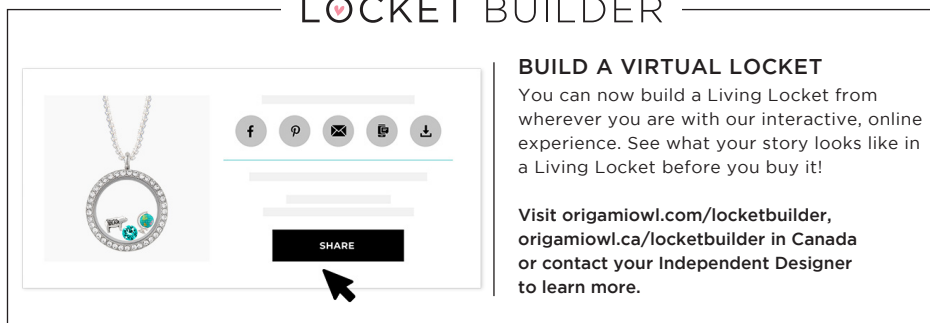 LOCKET BUILDER
BUILD A VIRTUAL LOCKET
You can now build a Living Locket from
wherever you are with our interactive, online
experience. See what your story looks like in
a Living Locket before you buy it!
Visit origamiowl.com/locketbuilder,
origamiowl.ca/locketbuilder in Canada
or contact your Independent Designer
to learn more.
SHARE